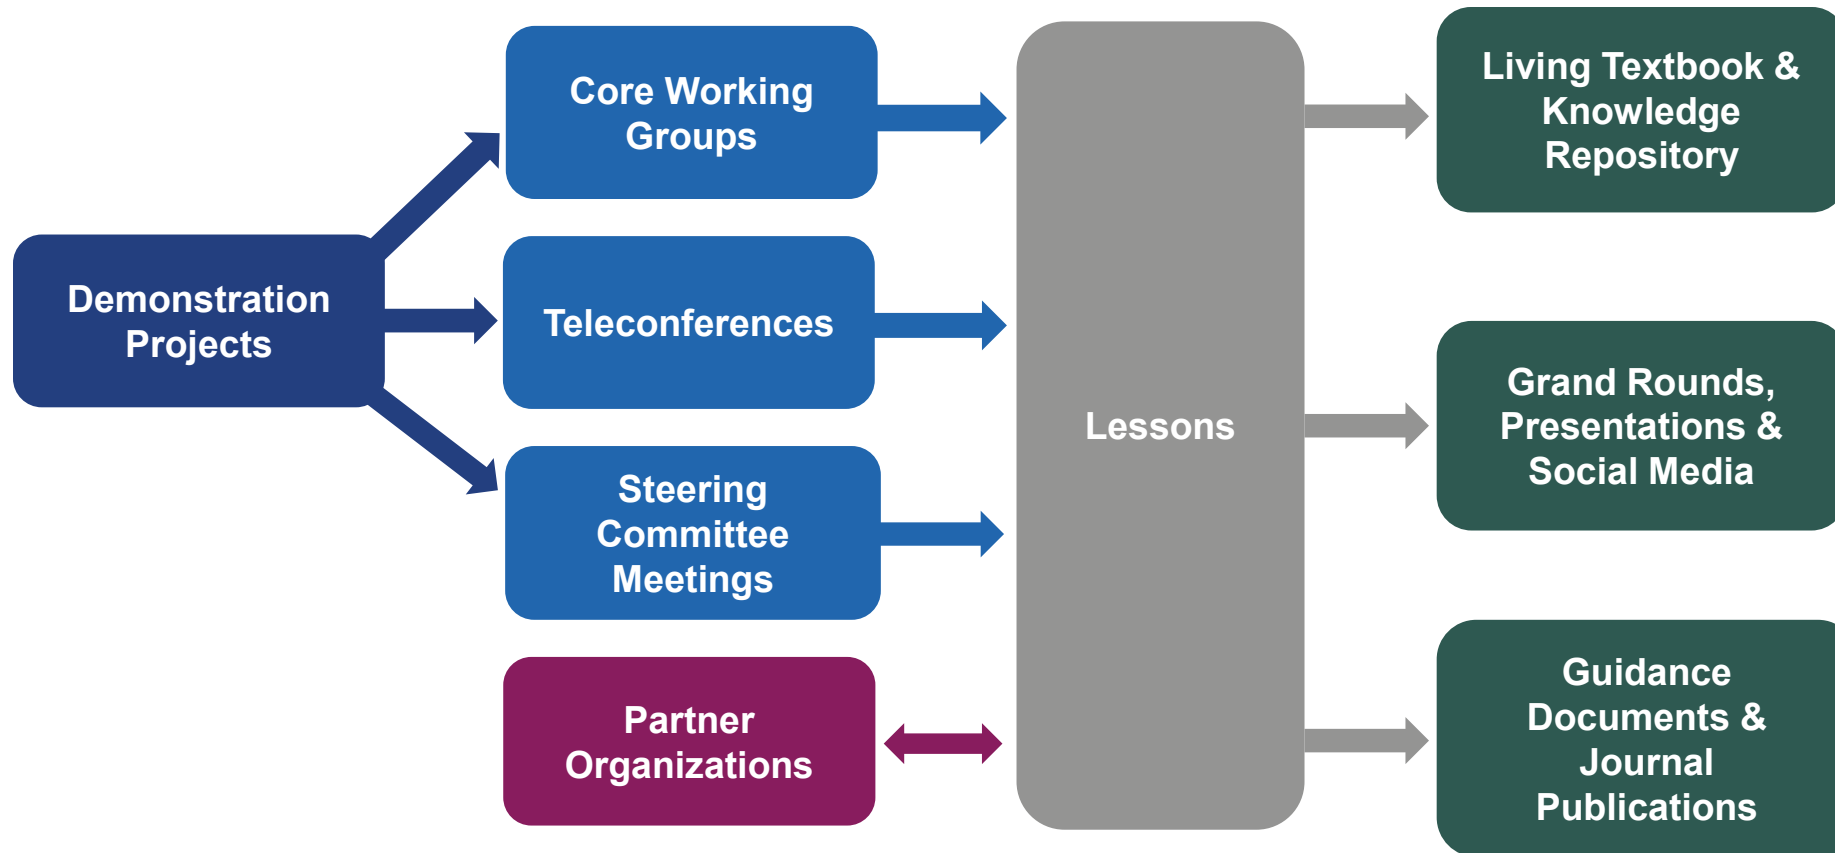 Demonstration
Projects
Core Working
Groups
Teleconferences
Steering
Committee
Meetings
Partner
Organizations
Lessons
Living Textbook &
Knowledge
Repository
Grand Rounds,
Presentations &
Social Media
Guidance
Documents &
Journal
Publications